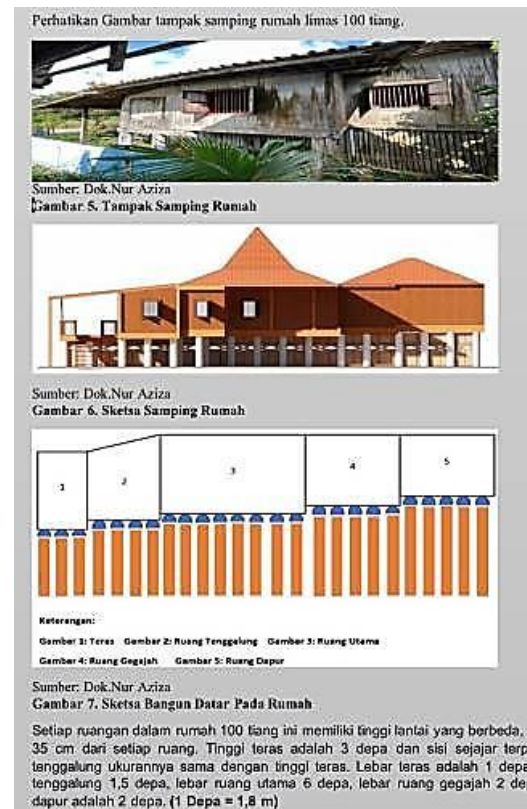 Perhatikan Gambar tampak samping rumah limas 100 tiang.
Sumber: Dok.Nur Aziza
Gambar 5. Tampak Samping Rumah
Sumber: Dok.Nur Aziza
Gambar 6. Sketsa Samping Rumah
1 2 3 4 5
Keterangan:
Gambar 1: Teras Gambar 2: Ruang Tenggalung Gambar 3: Ruang Utama
Gambar 4: Ruang Gegajah Gambar 5: Ruang Dapur
Sumber: Dok.Nur Aziza
Gambar 7. Sketsa Bangun Datar Pada Rumah
Setiap ruangan dalam rumah 100 tiang ini memiliki tinggi lantai yang berbeda,
35 cm dari setiap ruang. Tinggi teras adalah 3 depa dan sisi sejajar
tenggalung ukurannya sama dengan tinggi teras. Lebar teras adalah 1 depa
tenggalung 1,5 depa, lebar ruang utama 6 depa, lebar ruang gegajah 2
dapur adalah 2 depa. (1 Depa = 1,8 m)